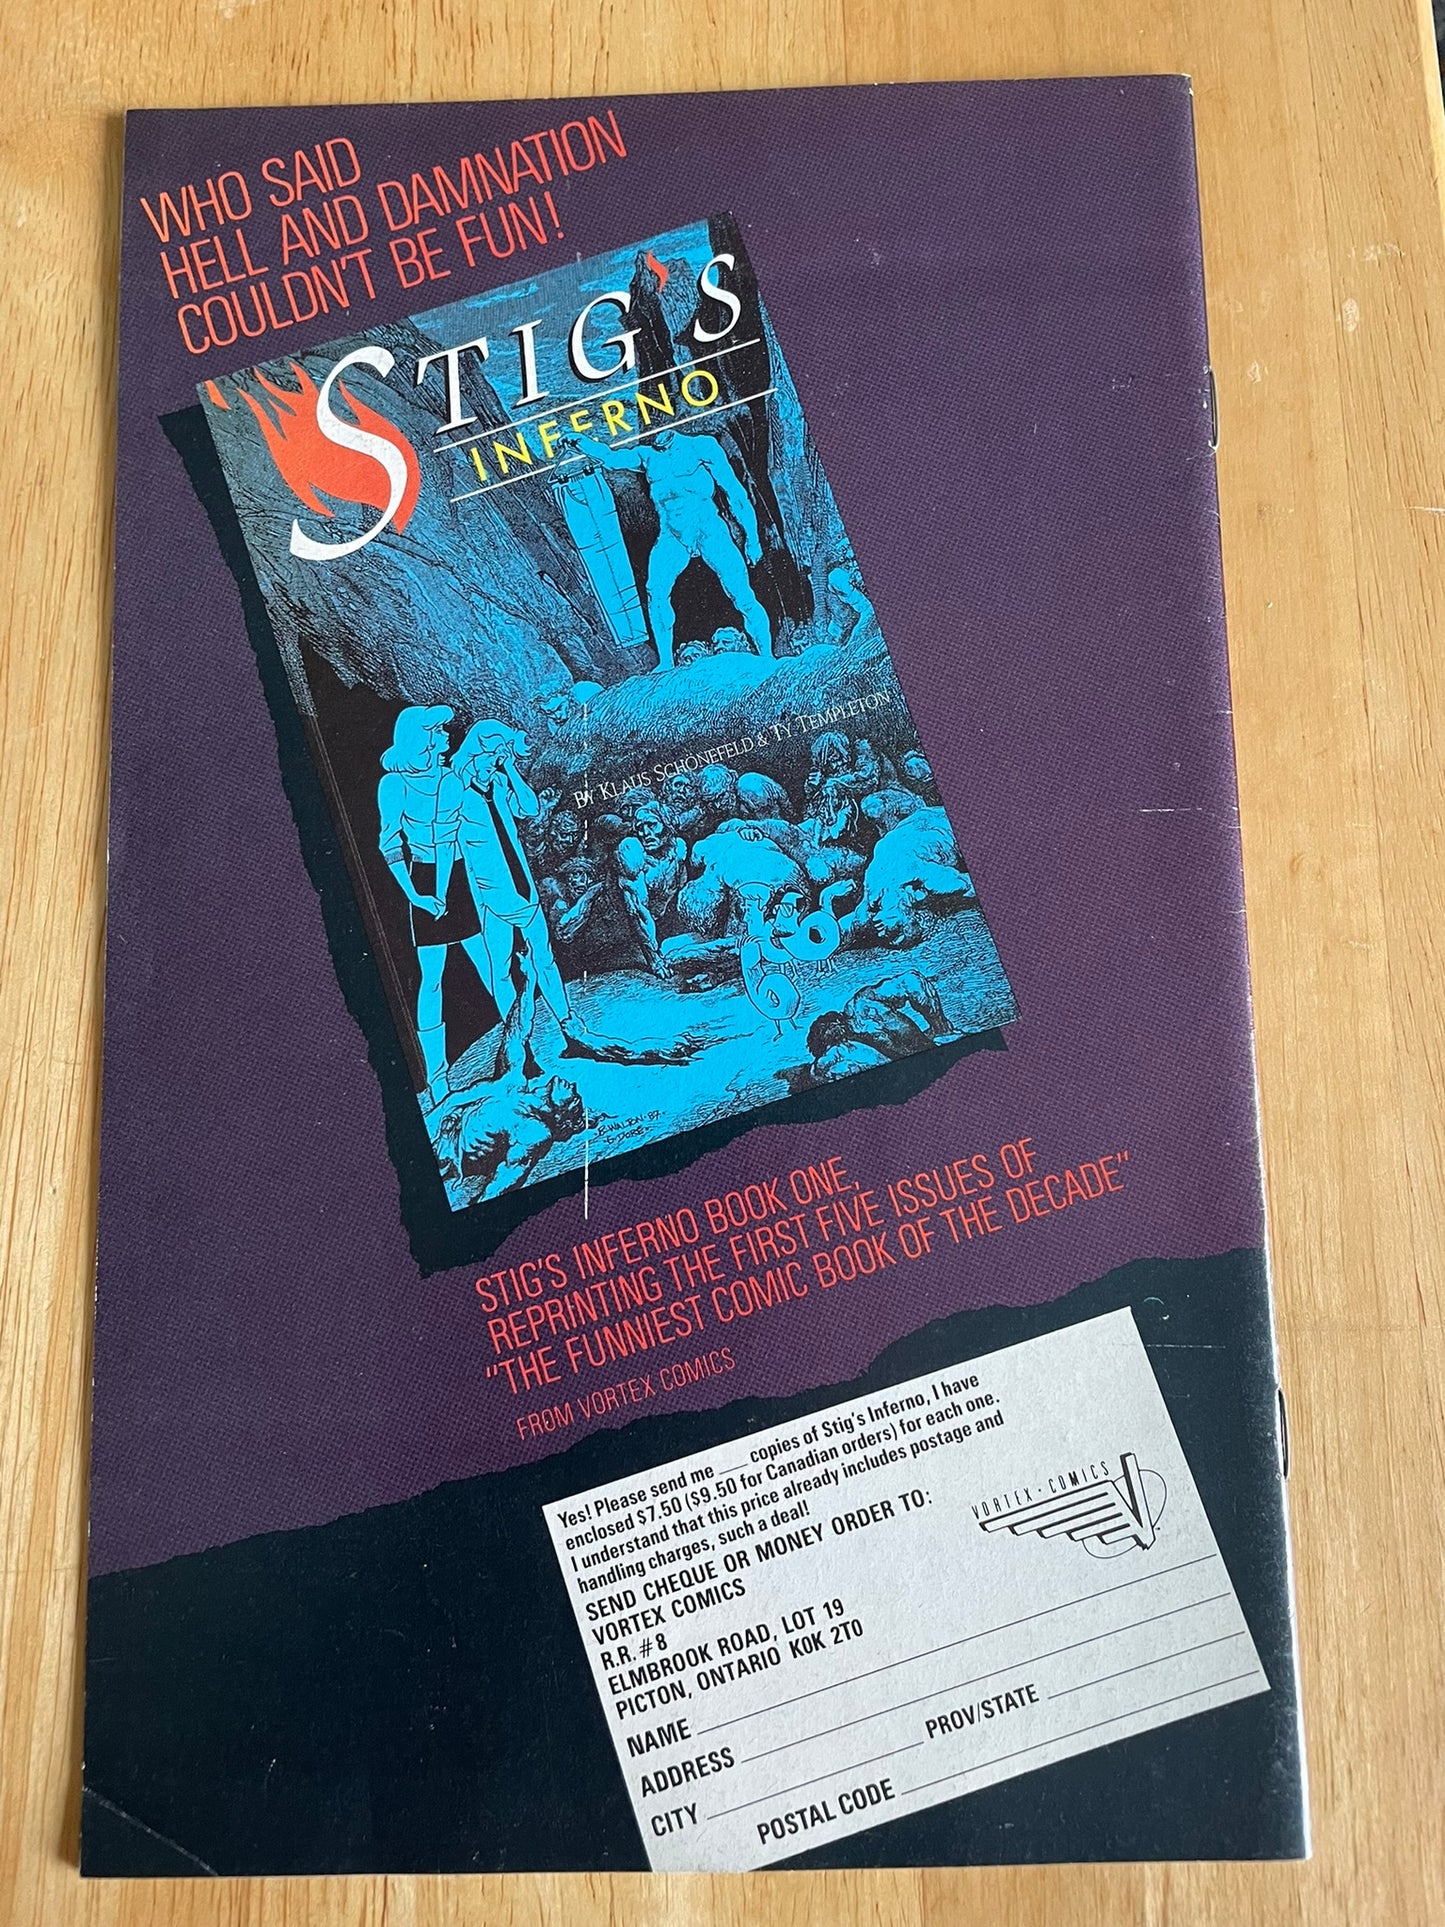 WHO SAID
HELL AND DAMNATION
COULDN'T BE FUN!
STIG'S
INFERNO
BY KLAUS SCHÖNEFELD & TY TEMPLETON
B.WALTON·87·
& DORE·
STIG'S INFERNO BOOK ONE,
REPRINTING THE FIRST FIVE ISSUES OF
"THE FUNNIEST COMIC BOOK OF THE DECADE"
FROM VORTEX COMICS
Yes! Please send me ___ copies of Stig's Inferno, I have
enclosed $7.50 ($9.50 for Canadian orders) for each one.
I understand that this price already includes postage and
handling charges, such a deal!
SEND CHEQUE OR MONEY ORDER TO:
VORTEX COMICS
R.R. #8
ELMBROOK ROAD, LOT 19
PICTON, ONTARIO K0K 2T0
VORTEX·COMICS
NAME
ADDRESS
CITY
PROV/STATE
POSTAL CODE